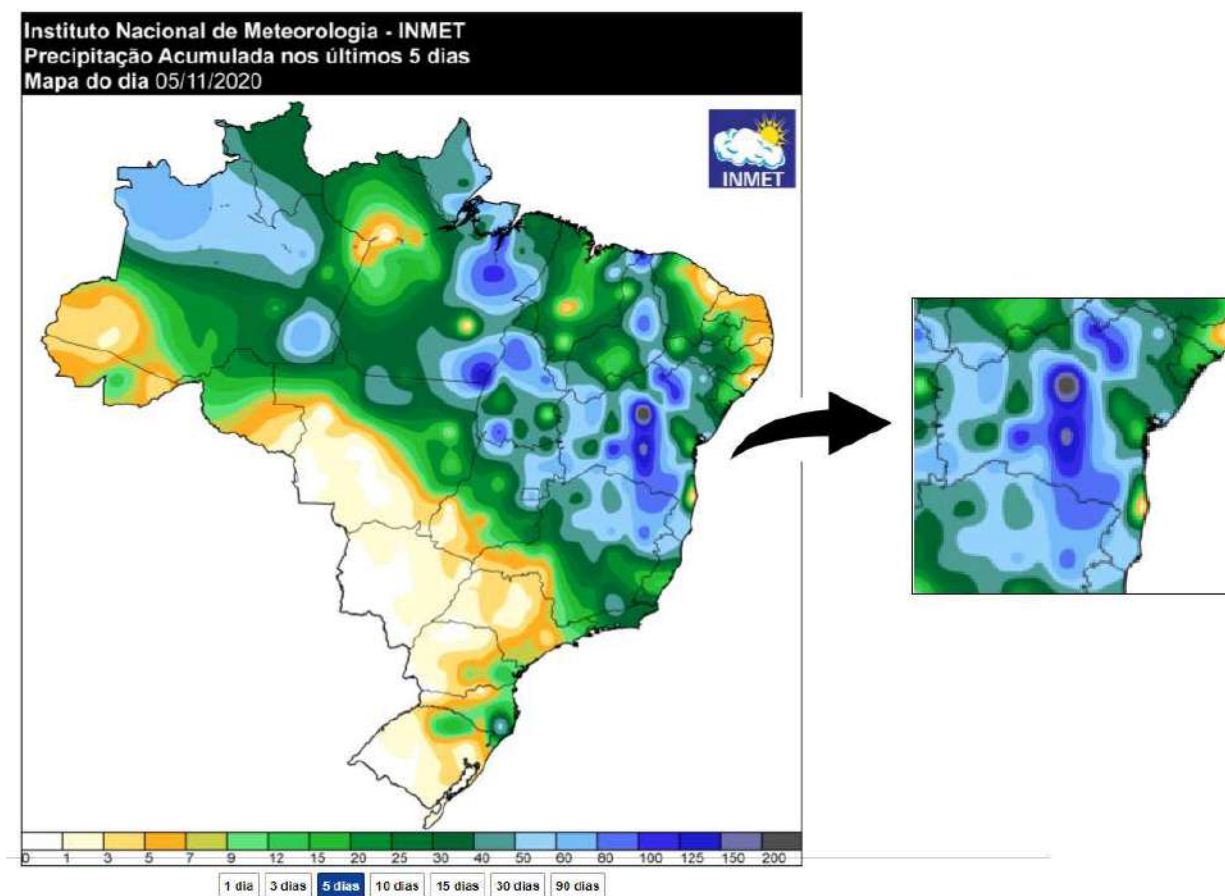 Instituto Nacional de Meteorologia - INMET
Precipitação Acumulada nos últimos 5 dias
Mapa do dia 05/11/2020
INMET
0 1 3 5 7 9 12 15 20 25 30 40 50 60 80 100 125 150 200
1 dia 3 dias 5 dias 10 dias 15 dias 30 dias 90 dias